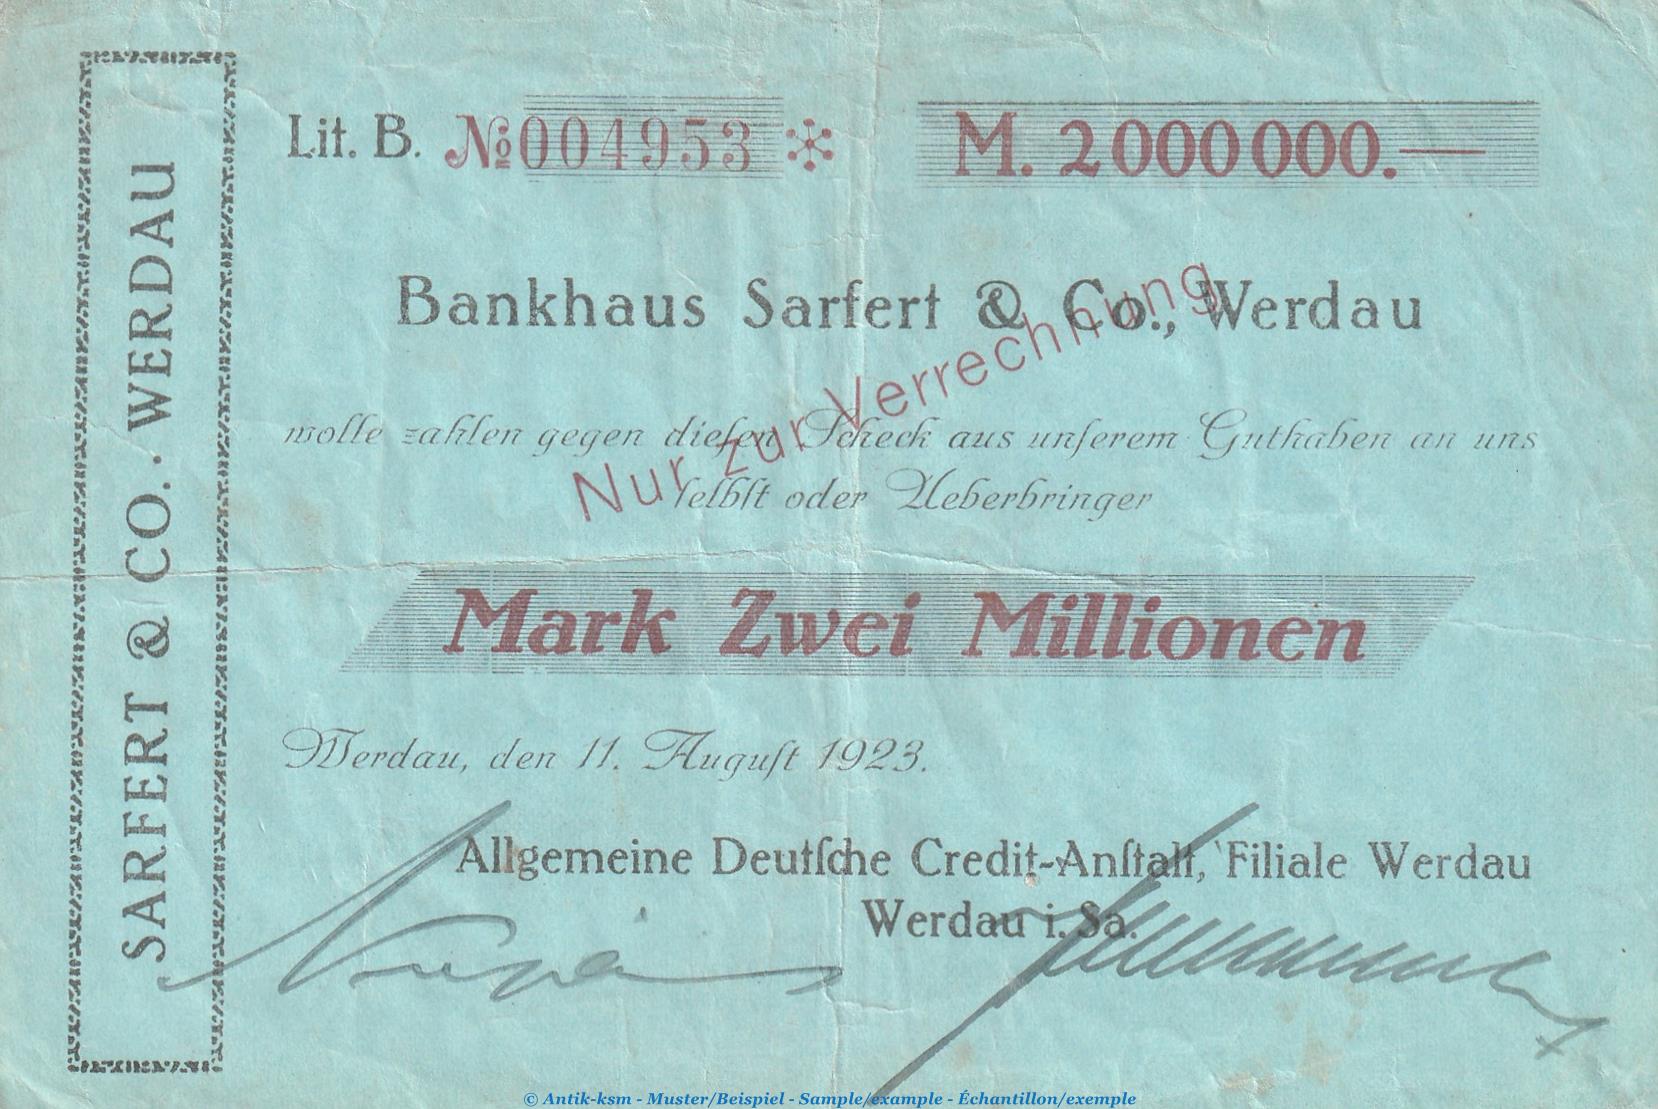 SARFERT & CO. WERDAU
Lit. B. № 004953 * M. 2000000.—
Bankhaus Sarfert & Co., Werdau
Nur zur Verrechnung
wolle zahlen gegen dieſen Scheck aus unſerem Guthaben an uns
ſelbſt oder Ueberbringer
Mark Zwei Millionen
Werdau, den 11. Auguſt 1923.
Allgemeine Deutſche Credit-Anſtalt, Filiale Werdau
Werdau i. Sa.
© Antik-ksm - Muster/Beispiel - Sample/example - Échantillon/exemple